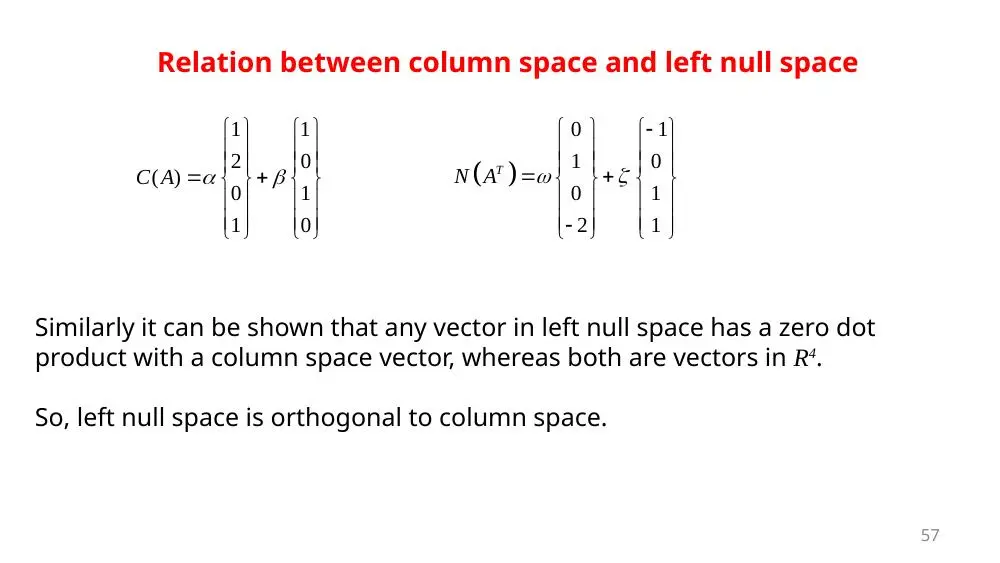 Relation between column space and left null space
C(A) = α {1 2 0 1} + β {1 0 1 0}
N(Aᵀ) = ω {0 1 0 -2} + ζ {-1 0 1 1}
Similarly it can be shown that any vector in left null space has a zero dot
product with a column space vector, whereas both are vectors in R⁴.
So, left null space is orthogonal to column space.
57